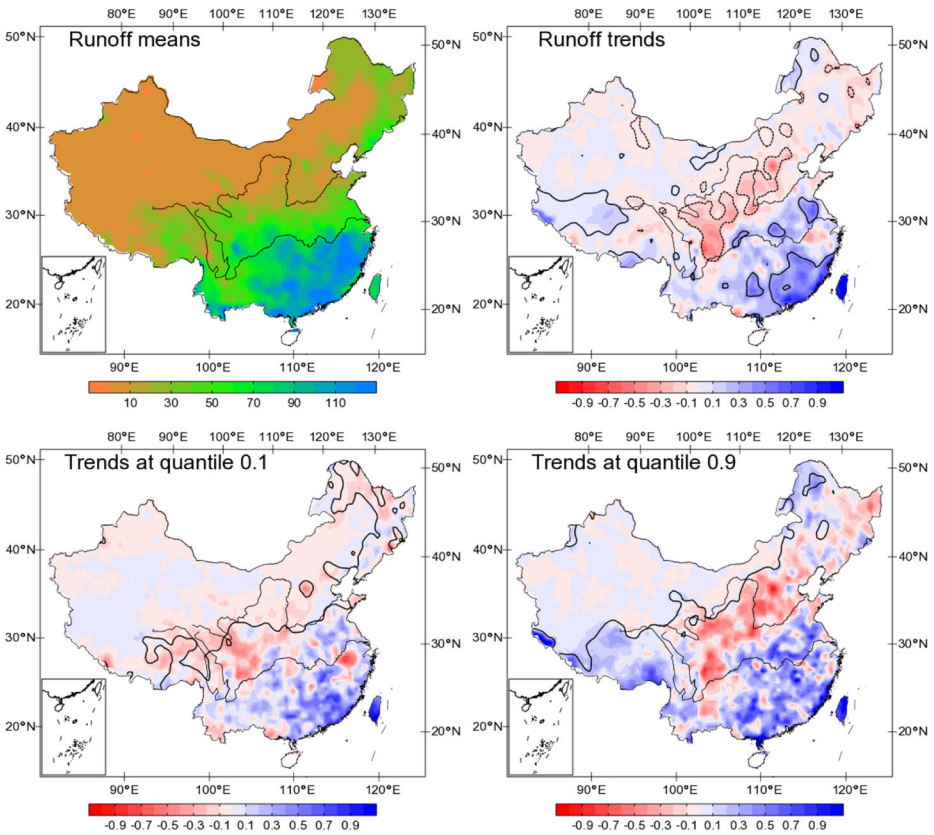 80°E 90°E 100°E 110°E 120°E 130°E
Runoff means
50°N 50°N
40°N 40°N
30°N 30°N
20°N 20°N
90°E 100°E 110°E 120°E
10 30 50 70 90 110
80°E 90°E 100°E 110°E 120°E 130°E
Runoff trends
50°N 50°N
40°N 40°N
30°N 30°N
20°N 20°N
90°E 100°E 110°E 120°E
-0.9 -0.7 -0.5 -0.3 -0.1 0.1 0.3 0.5 0.7 0.9
80°E 90°E 100°E 110°E 120°E 130°E
Trends at quantile 0.1
50°N 50°N
40°N 40°N
30°N 30°N
20°N 20°N
90°E 100°E 110°E 120°E
-0.9 -0.7 -0.5 -0.3 -0.1 0.1 0.3 0.5 0.7 0.9
80°E 90°E 100°E 110°E 120°E 130°E
Trends at quantile 0.9
50°N 50°N
40°N 40°N
30°N 30°N
20°N 20°N
90°E 100°E 110°E 120°E
-0.9 -0.7 -0.5 -0.3 -0.1 0.1 0.3 0.5 0.7 0.9